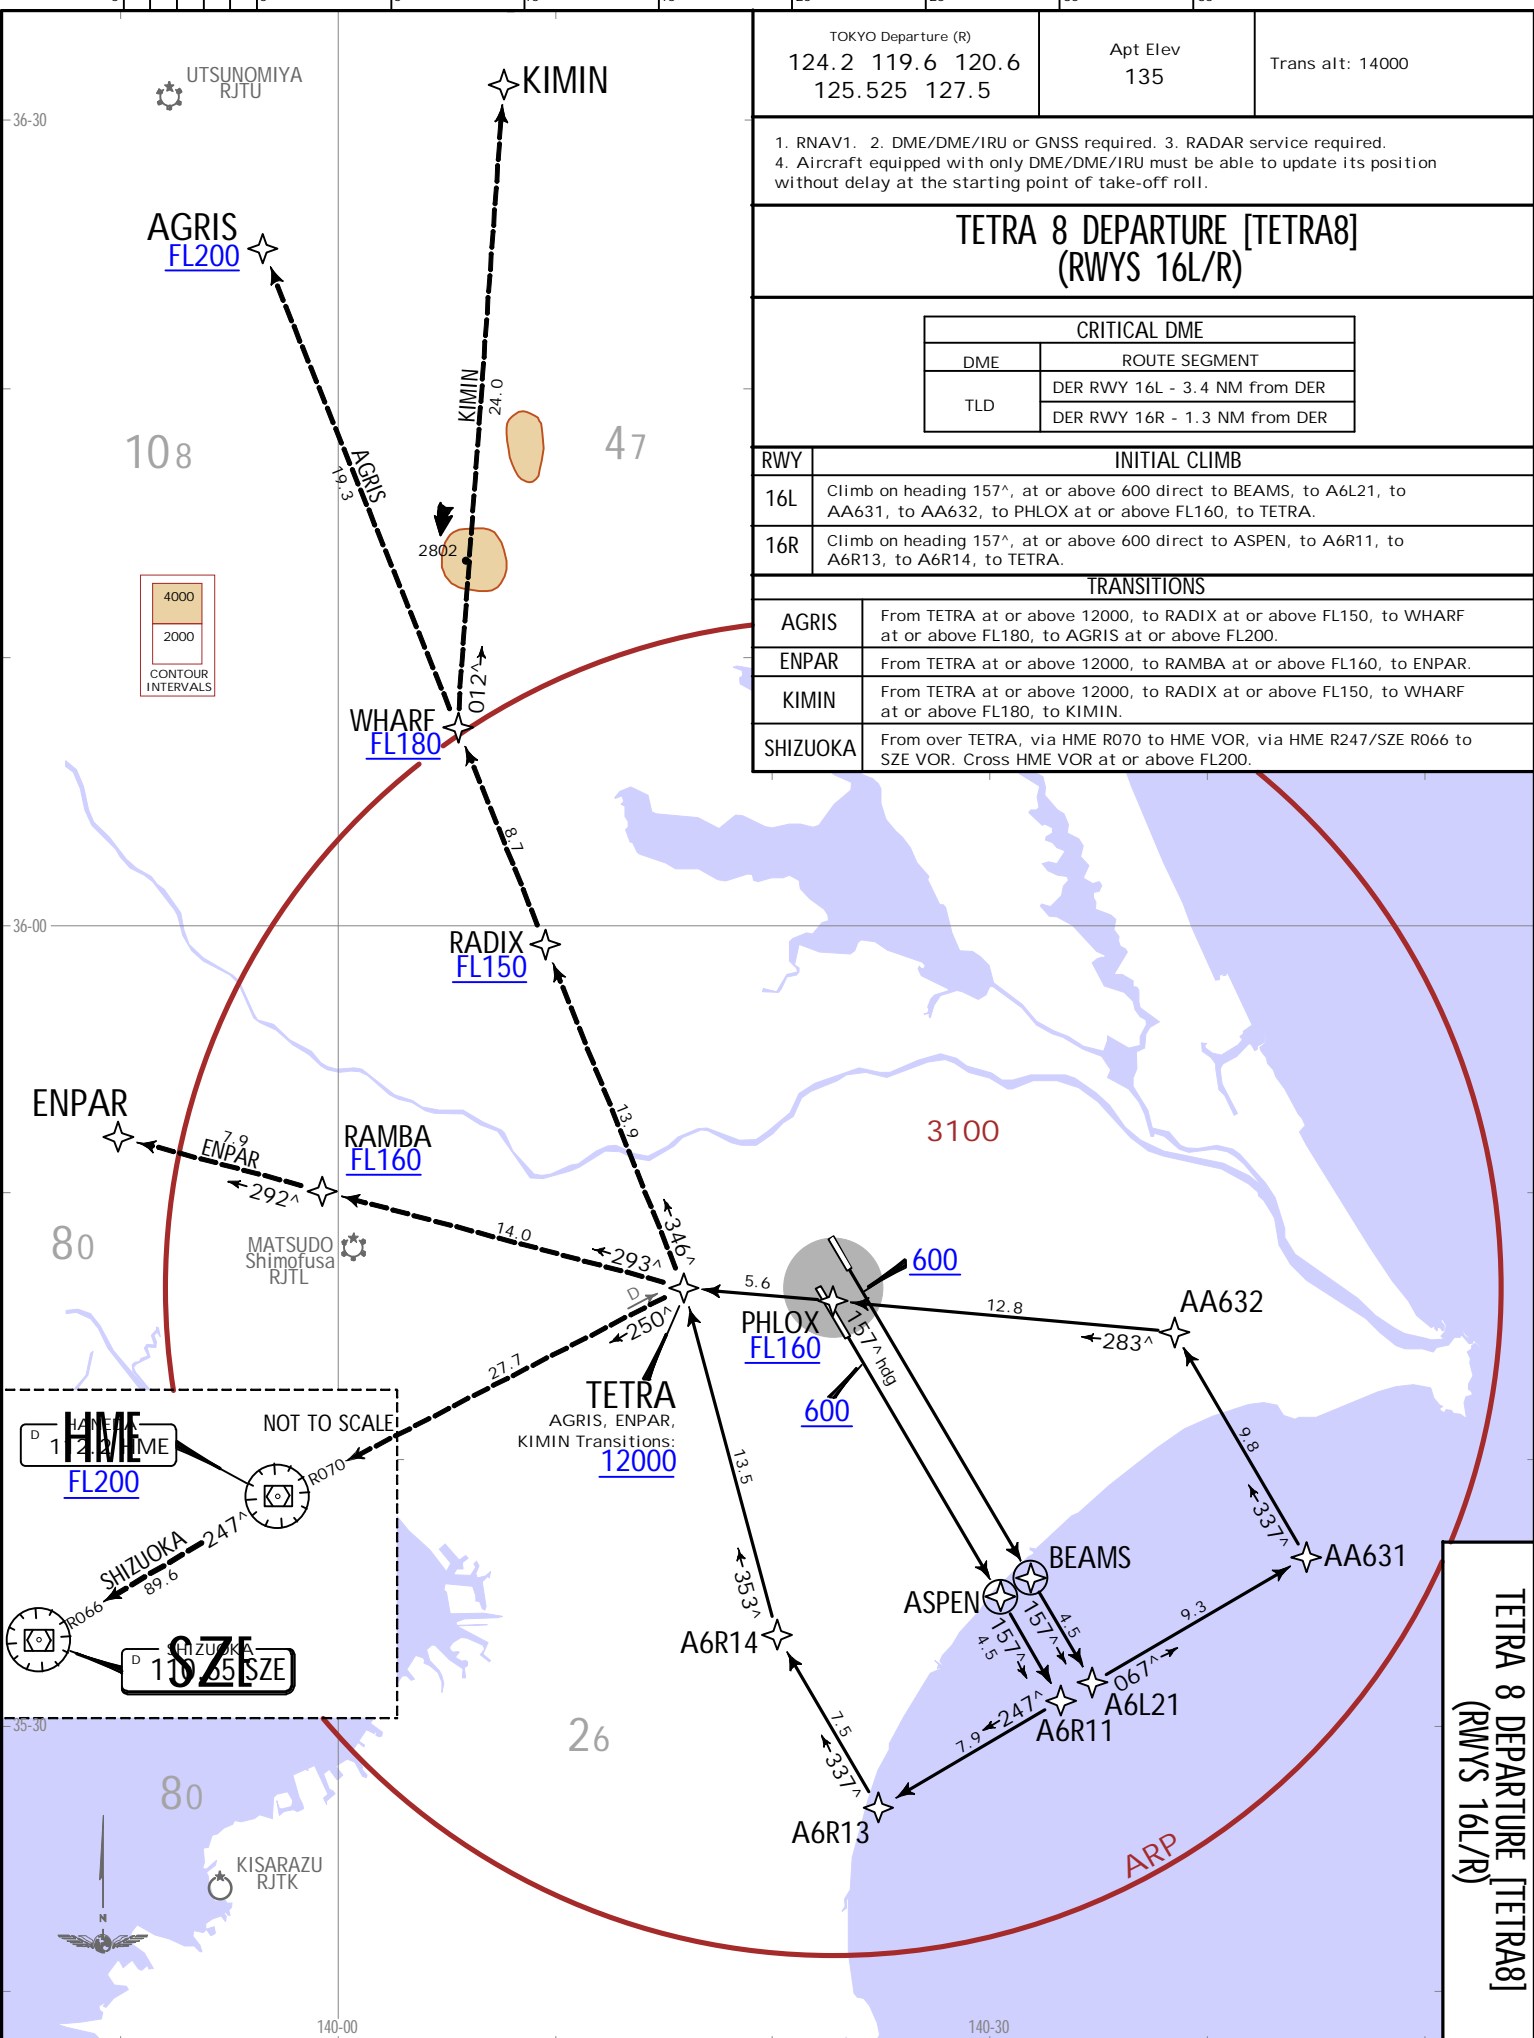 TOKYO Departure (R)
124.2 119.6 120.6
125.525 127.5
Apt Elev
135
Trans alt: 14000
1. RNAV1. 2. DME/DME/IRU or GNSS required. 3. RADAR service required.
4. Aircraft equipped with only DME/DME/IRU must be able to update its position
without delay at the starting point of take-off roll.
TETRA 8 DEPARTURE [TETRA8]
(RWYS 16L/R)
CRITICAL DME
DME ROUTE SEGMENT
TLD
DER RWY 16L - 3.4 NM from DER
DER RWY 16R - 1.3 NM from DER
RWY INITIAL CLIMB
16L
Climb on heading 157^, at or above 600 direct to BEAMS, to A6L21, to
AA631, to AA632, to PHLOX at or above FL160, to TETRA.
16R
Climb on heading 157^, at or above 600 direct to ASPEN, to A6R11, to
A6R13, to A6R14, to TETRA.
TRANSITIONS
AGRIS
From TETRA at or above 12000, to RADIX at or above FL150, to WHARF
at or above FL180, to AGRIS at or above FL200.
ENPAR
From TETRA at or above 12000, to RAMBA at or above FL160, to ENPAR.
KIMIN
From TETRA at or above 12000, to RADIX at or above FL150, to WHARF
at or above FL180, to KIMIN.
SHIZUOKA
From over TETRA, via HME R070 to HME VOR, via HME R247/SZE R066 to
SZE VOR. Cross HME VOR at or above FL200.
UTSUNOMIYA
RJTU
KIMIN
36-30
AGRIS
FL200
KIMIN
24.0
108
47
AGRIS
19.3
2802
4000
2000
CONTOUR
INTERVALS
012^
WHARF
FL180
8.7
36-00
RADIX
FL150
13.9
ENPAR
7.9
ENPAR
292^
RAMBA
FL160
3100
80
MATSUDO
Shimofusa
RJTL
14.0
293^
346^
D
250^
5.6
600
12.8
AA632
283^
PHLOX
FL160
157^ hdg
600
27.7
TETRA
AGRIS, ENPAR,
KIMIN Transitions:
12000
NOT TO SCALE
HANEDA
D 112.2 HME
HME
FL200
R070
247^
SHIZUOKA
89.6
R066
SHIZUOKA
D 110.65 SZE
SZE
13.5
353^
9.8
337^
AA631
BEAMS
ASPEN
157^
4.5
157^
4.5
9.3
067^
A6L21
A6R14
247^
7.9
A6R11
7.5
337^
A6R13
35-30
26
80
KISARAZU
RJTK
N
ARP
140-00
140-30
TETRA 8 DEPARTURE [TETRA8]
(RWYS 16L/R)